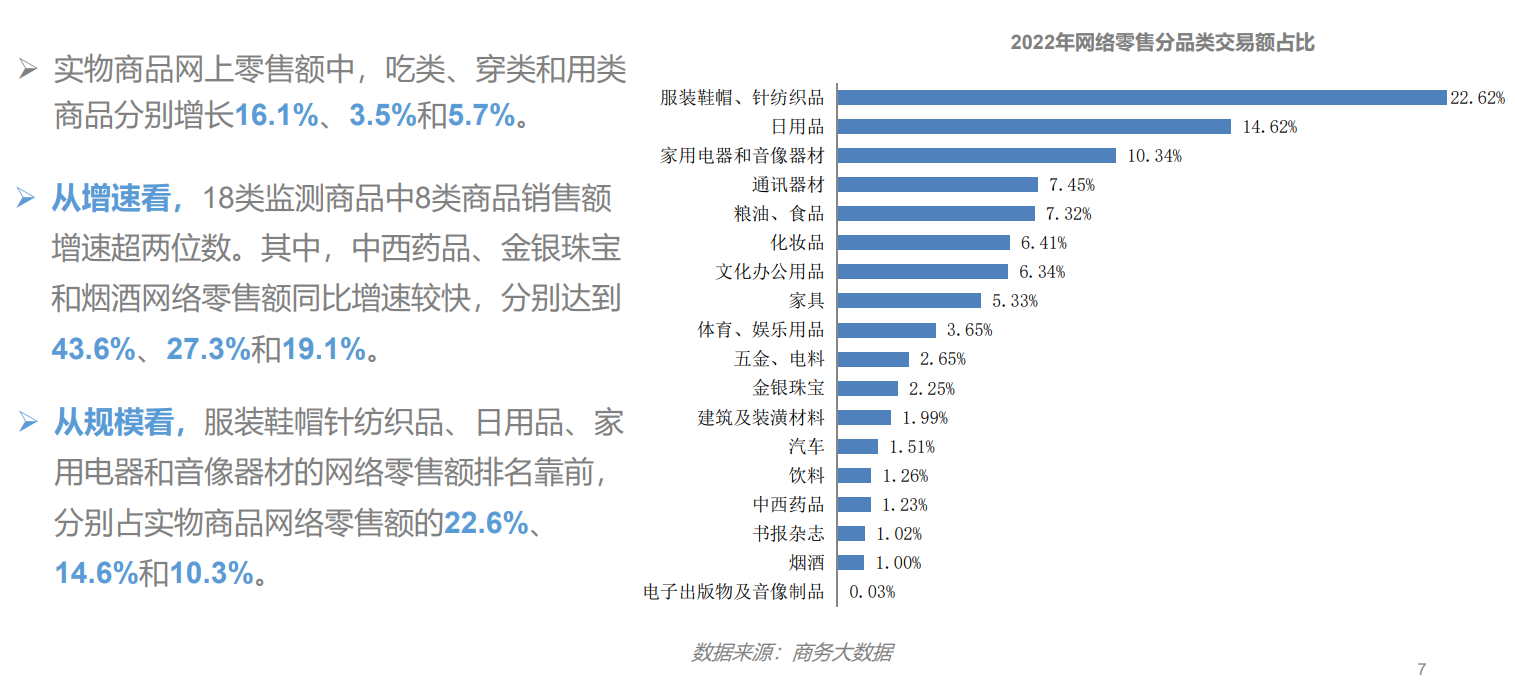 实物商品网上零售额中，吃类、穿类和用类
商品分别增长16.1%、3.5%和5.7%。
从增速看，18类监测商品中8类商品销售额
增速超两位数。其中，中西药品、金银珠宝
和烟酒网络零售额同比增速较快，分别达到
43.6%、27.3%和19.1%。
从规模看，服装鞋帽针纺织品、日用品、家
用电器和音像器材的网络零售额排名靠前，
分别占实物商品网络零售额的22.6%、
14.6%和10.3%。
2022年网络零售分品类交易额占比
服装鞋帽、针纺织品 22.62%
日用品 14.62%
家用电器和音像器材 10.34%
通讯器材 7.45%
粮油、食品 7.32%
化妆品 6.41%
文化办公用品 6.34%
家具 5.33%
体育、娱乐用品 3.65%
五金、电料 2.65%
金银珠宝 2.25%
建筑及装潢材料 1.99%
汽车 1.51%
饮料 1.26%
中西药品 1.23%
书报杂志 1.02%
烟酒 1.00%
电子出版物及音像制品 0.03%
数据来源：商务大数据
7